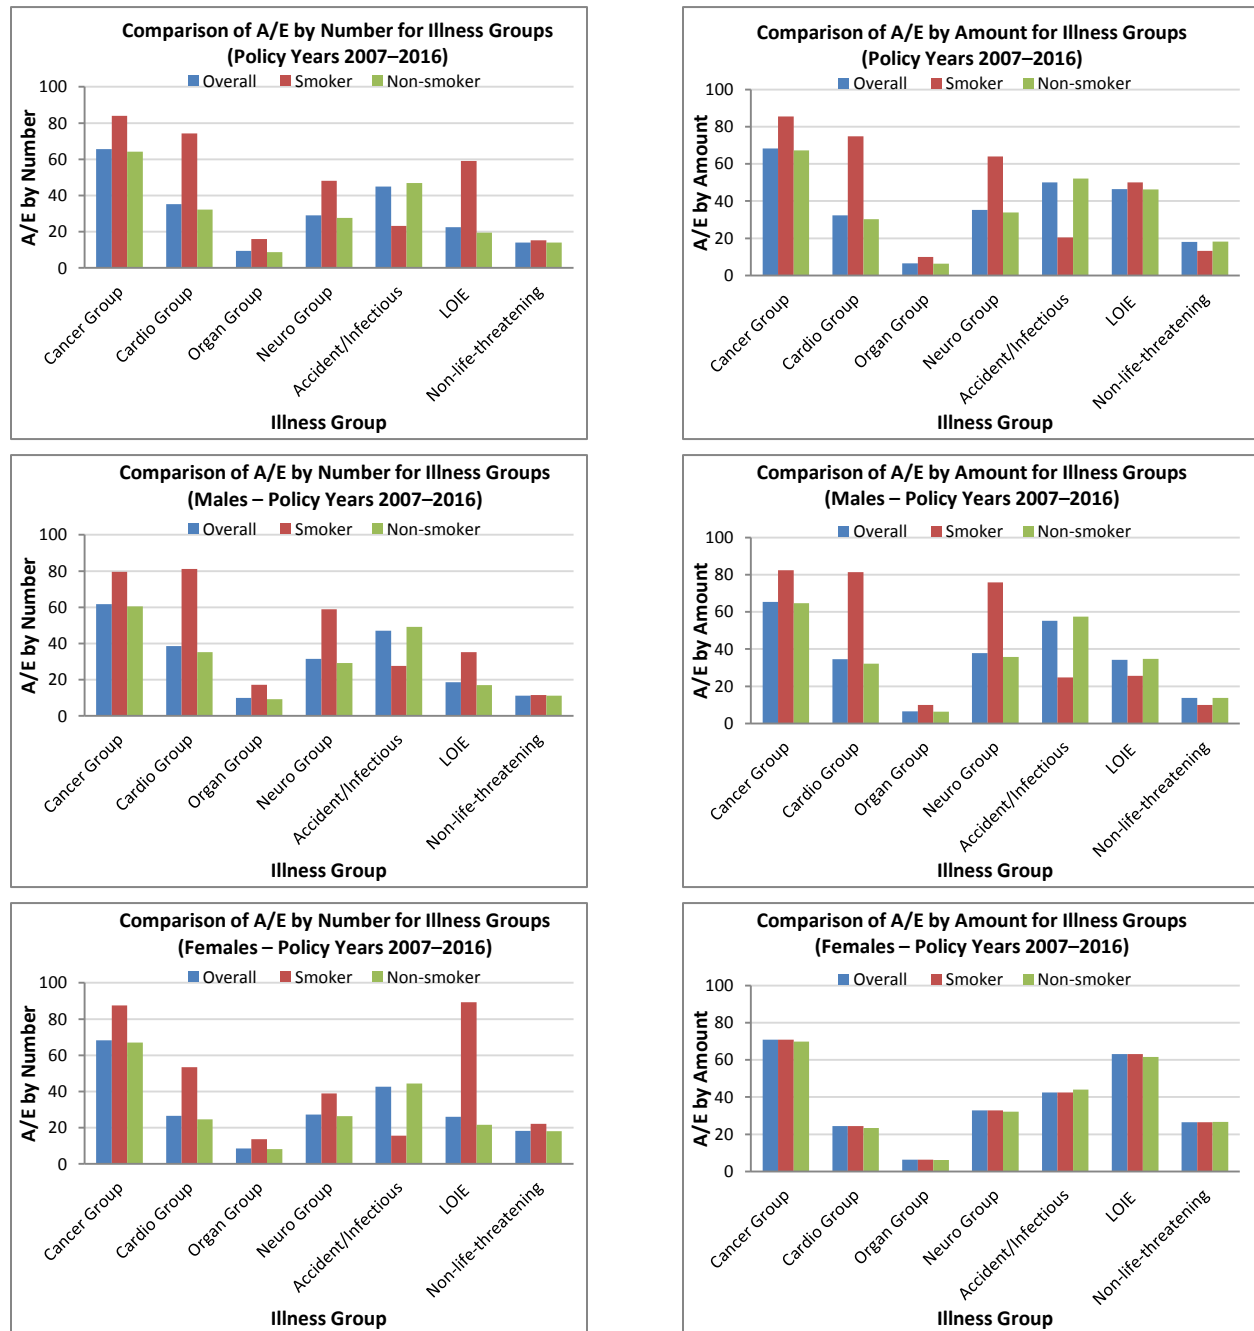 Comparison of A/E by Number for Illness Groups
(Policy Years 2007–2016)
Overall Smoker Non-smoker
100
80
60
40
20
0
A/E by Number
Cancer Group
Cardio Group
Organ Group
Neuro Group
Accident/Infectious
LOIE
Non-life-threatening
Illness Group
Comparison of A/E by Amount for Illness Groups
(Policy Years 2007–2016)
Overall Smoker Non-smoker
100
80
60
40
20
0
A/E by Amount
Cancer Group
Cardio Group
Organ Group
Neuro Group
Accident/Infectious
LOIE
Non-life-threatening
Illness Group
Comparison of A/E by Number for Illness Groups
(Males – Policy Years 2007–2016)
Overall Smoker Non-smoker
100
80
60
40
20
0
A/E by Number
Cancer Group
Cardio Group
Organ Group
Neuro Group
Accident/Infectious
LOIE
Non-life-threatening
Illness Group
Comparison of A/E by Amount for Illness Groups
(Males – Policy Years 2007–2016)
Overall Smoker Non-smoker
100
80
60
40
20
0
A/E by Amount
Cancer Group
Cardio Group
Organ Group
Neuro Group
Accident/Infectious
LOIE
Non-life-threatening
Illness Group
Comparison of A/E by Number for Illness Groups
(Females – Policy Years 2007–2016)
Overall Smoker Non-smoker
100
80
60
40
20
0
A/E by Number
Cancer Group
Cardio Group
Organ Group
Neuro Group
Accident/Infectious
LOIE
Non-life-threatening
Illness Group
Comparison of A/E by Amount for Illness Groups
(Females – Policy Years 2007–2016)
Overall Smoker Non-smoker
100
80
60
40
20
0
A/E by Amount
Cancer Group
Cardio Group
Organ Group
Neuro Group
Accident/Infectious
LOIE
Non-life-threatening
Illness Group